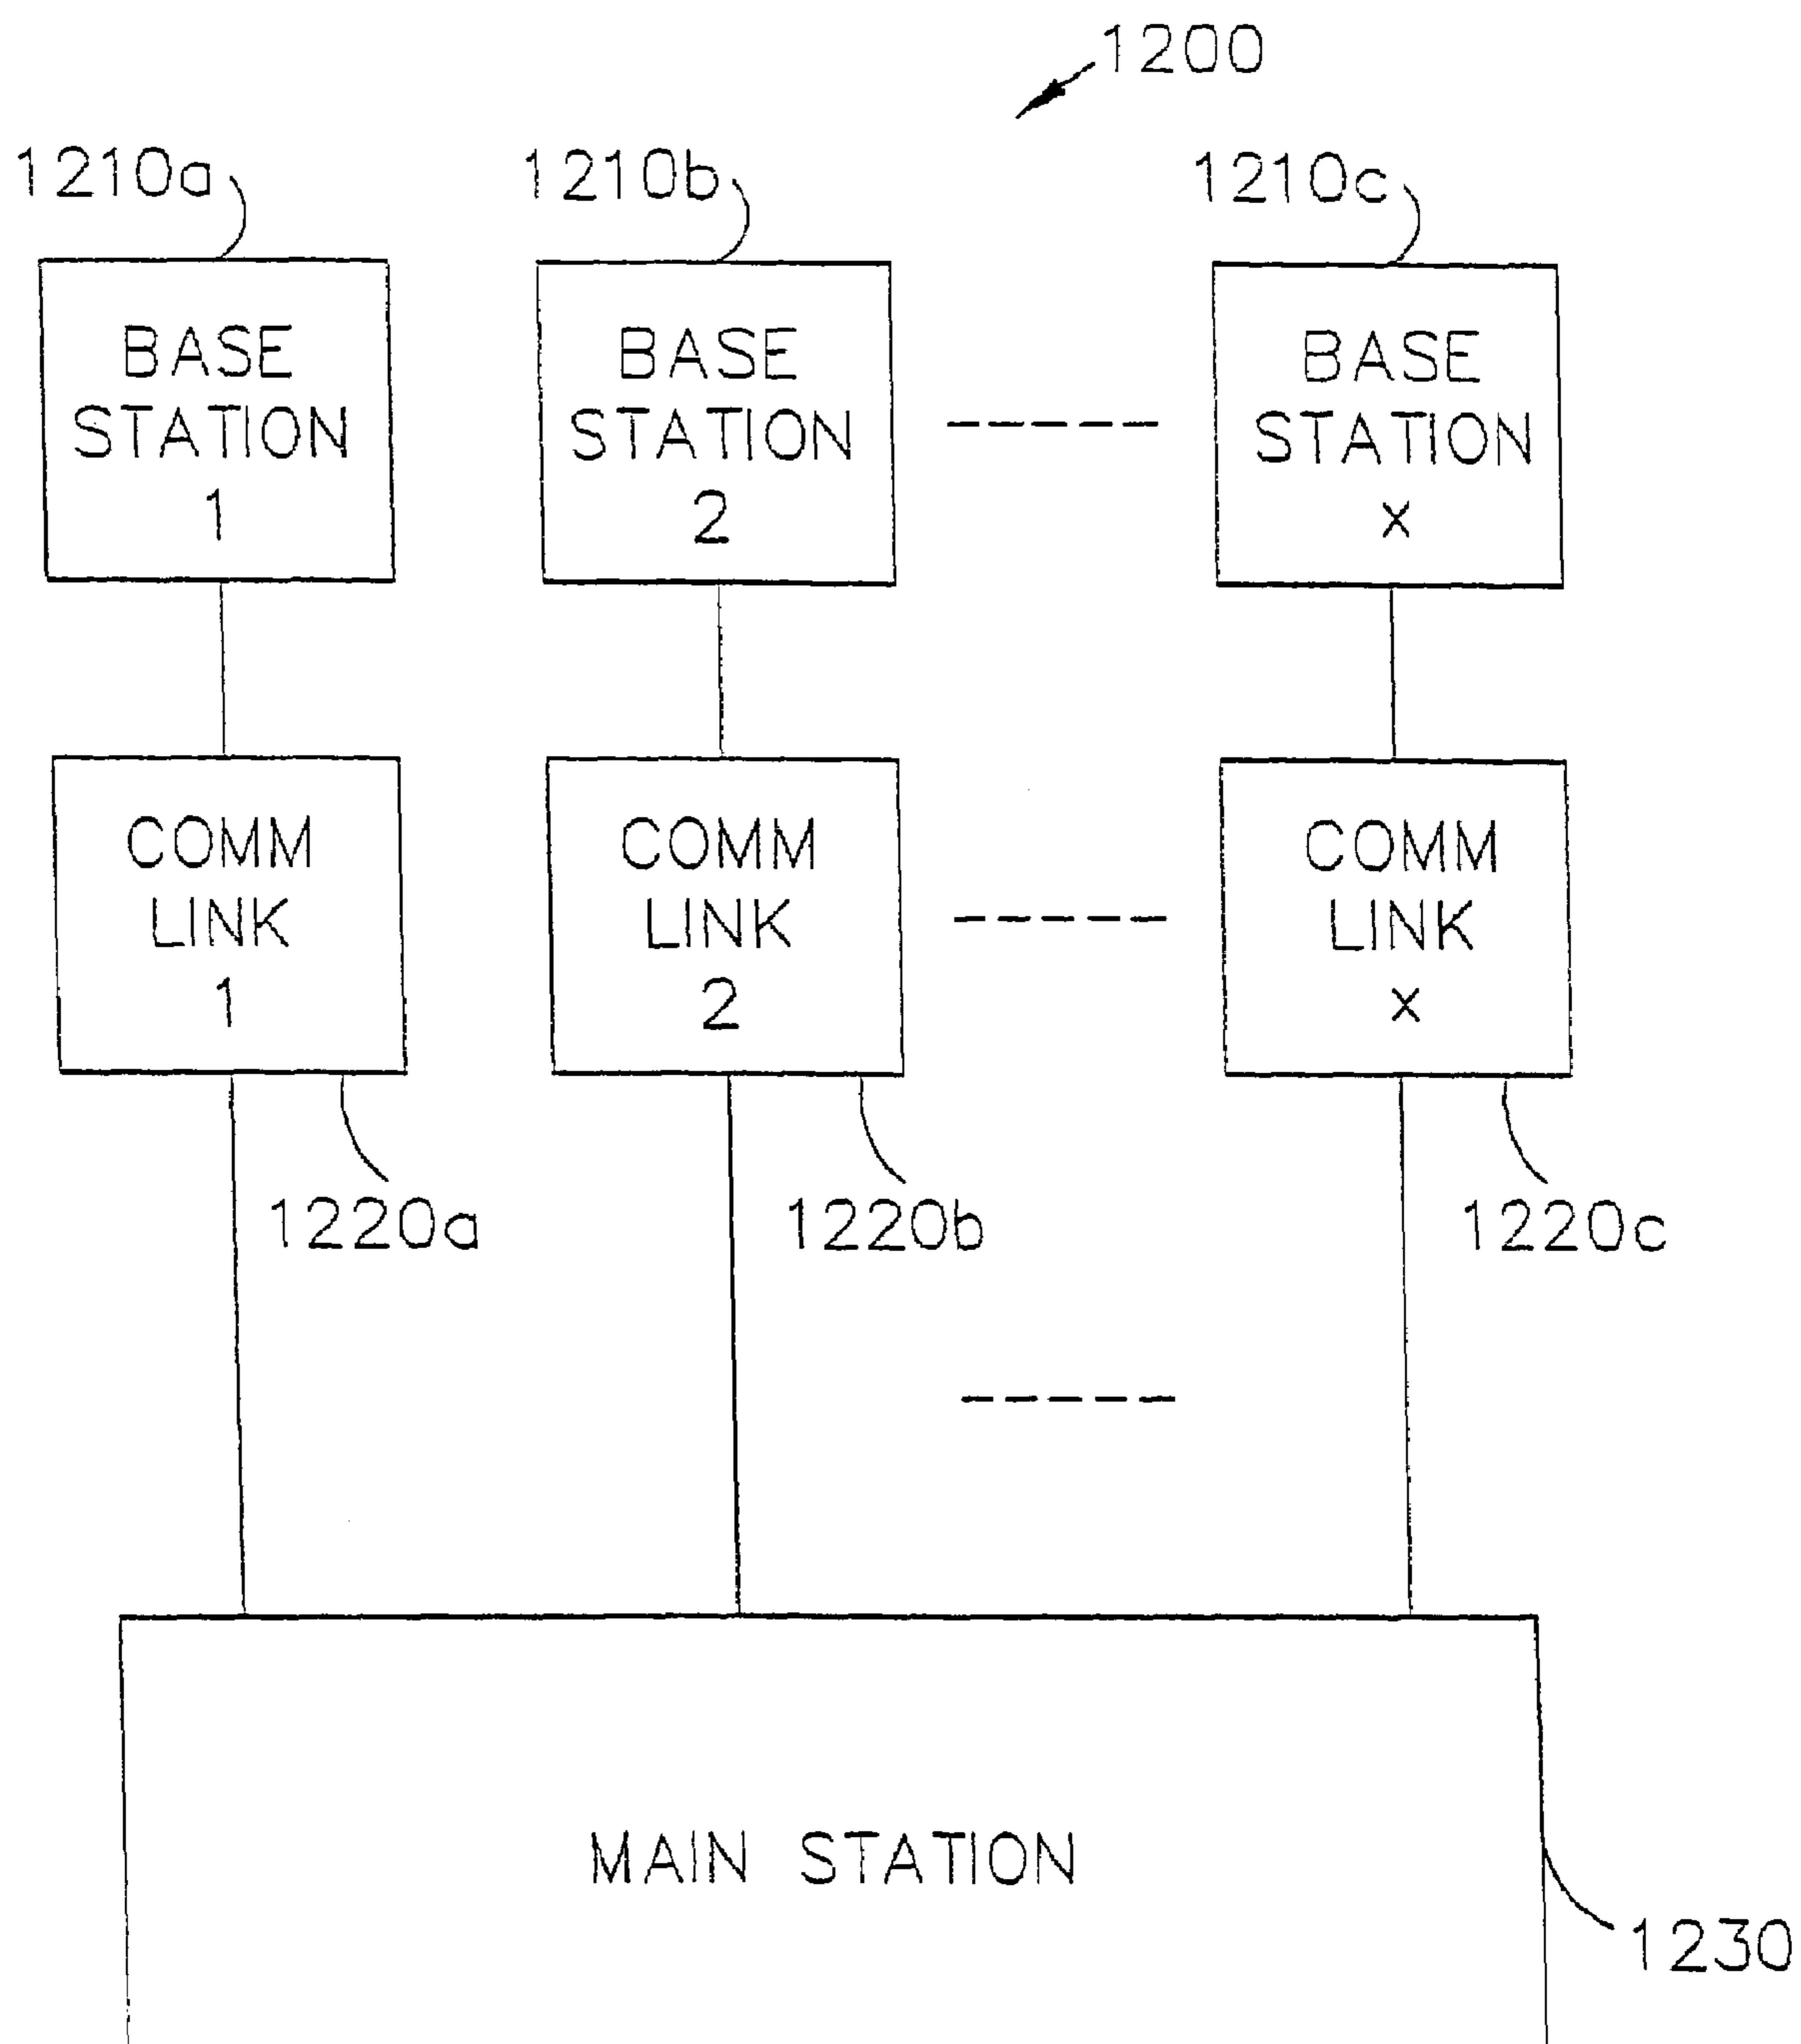 1200
1210a
1210b
1210c
BASE
STATION
1
BASE
STATION
2
BASE
STATION
x
COMM
LINK
1
COMM
LINK
2
COMM
LINK
x
1220a
1220b
1220c
MAIN STATION
1230